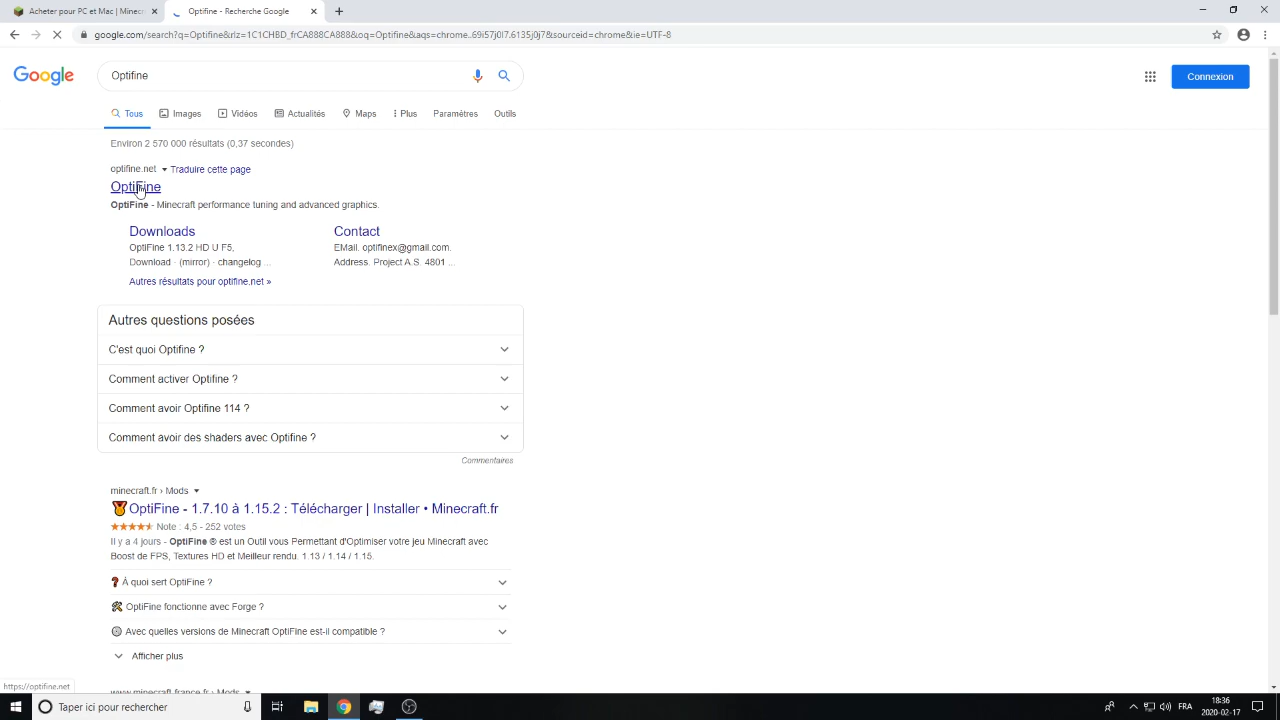 Acheter pour PC et Mac | Minecr
Optifine - Recherche Google
google.com/search?q=Optifine&rlz=1C1CHBD_frCA888CA888&oq=Optifine&aqs=chrome..69i57j0l7.6135j0j7&sourceid=chrome&ie=UTF-8
Google
Optifine
Connexion
Tous Images Vidéos Actualités Maps Plus Paramètres Outils
Environ 2 570 000 résultats (0,37 secondes)
optifine.net Traduire cette page
OptiFine
OptiFine - Minecraft performance tuning and advanced graphics.
Downloads
OptiFine 1.13.2 HD U F5,
Download · (mirror) · changelog ...
Contact
EMail. optifinex@gmail.com.
Address. Project A.S. 4801 ...
Autres résultats pour optifine.net »
Autres questions posées
C'est quoi Optifine ?
Comment activer Optifine ?
Comment avoir Optifine 114 ?
Comment avoir des shaders avec Optifine ?
Commentaires
minecraft.fr › Mods
OptiFine - 1.7.10 à 1.15.2 : Télécharger | Installer • Minecraft.fr
Note : 4,5 - 252 votes
Il y a 4 jours - OptiFine ® est un Outil vous Permettant d'Optimiser votre jeu Minecraft avec
Boost de FPS, Textures HD et Meilleur rendu. 1.13 / 1.14 / 1.15.
À quoi sert OptiFine ?
OptiFine fonctionne avec Forge ?
Avec quelles versions de Minecraft OptiFine est-il compatible ?
Afficher plus
www.minecraft-france.fr › Mods
https://optifine.net
Taper ici pour rechercher
FRA
18:36
2020-02-17